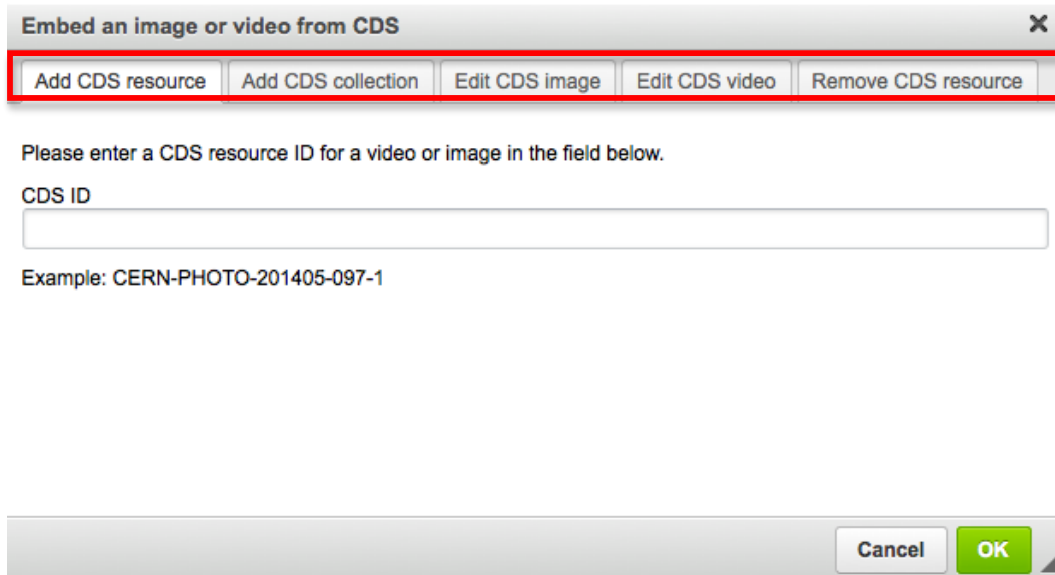 Embed an image or video from CDS
Add CDS resource Add CDS collection Edit CDS image Edit CDS video Remove CDS resource
Please enter a CDS resource ID for a video or image in the field below.
CDS ID
Example: CERN-PHOTO-201405-097-1
Cancel OK